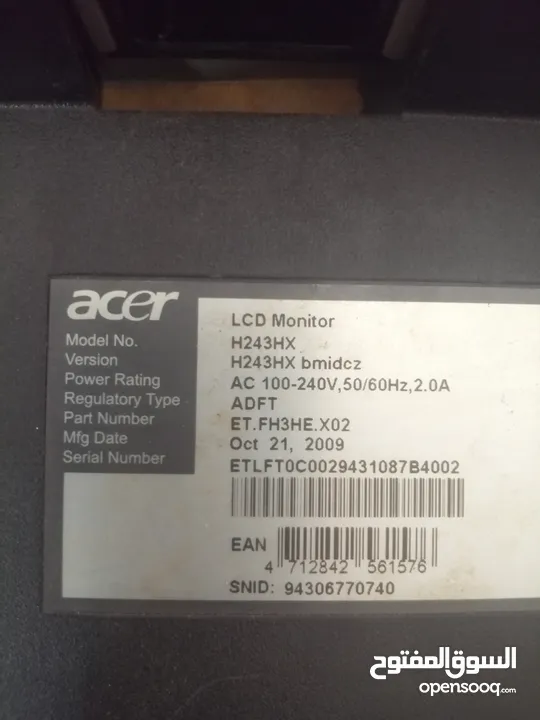 acer
LCD Monitor
Model No. H243HX
Version H243HX bmidcz
Power Rating AC 100-240V,50/60Hz,2.0A
Regulatory Type ADFT
Part Number ET.FH3HE.X02
Mfg Date Oct 21, 2009
Serial Number ETLFT0C0029431087B4002
EAN
4 712842 561576
SNID: 94306770740
السوق المفتوح
opensooq.com